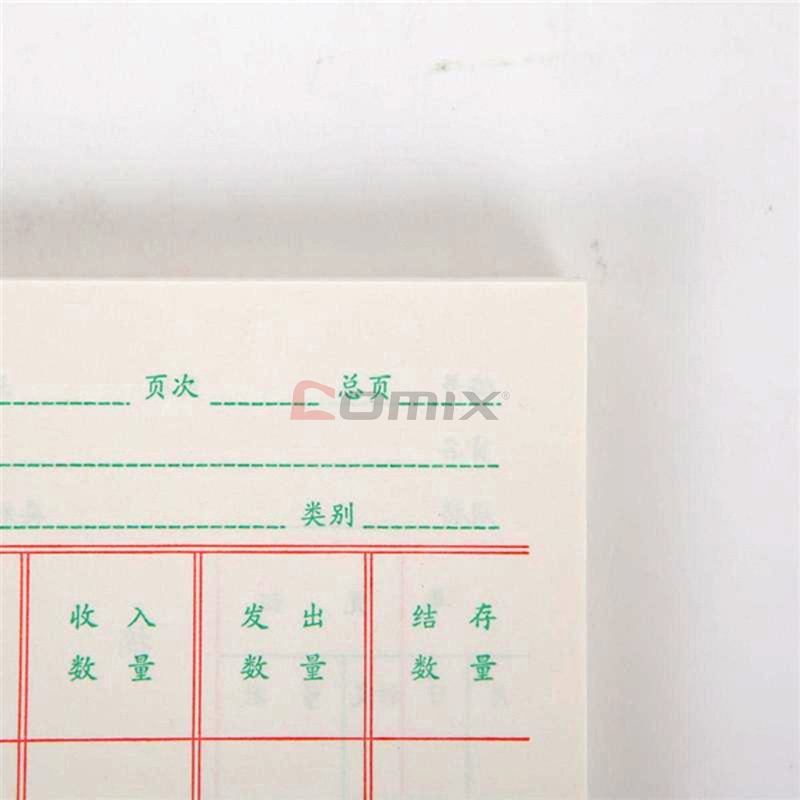 页次 总页
comix
类别
收入 发出 结存
数量 数量 数量